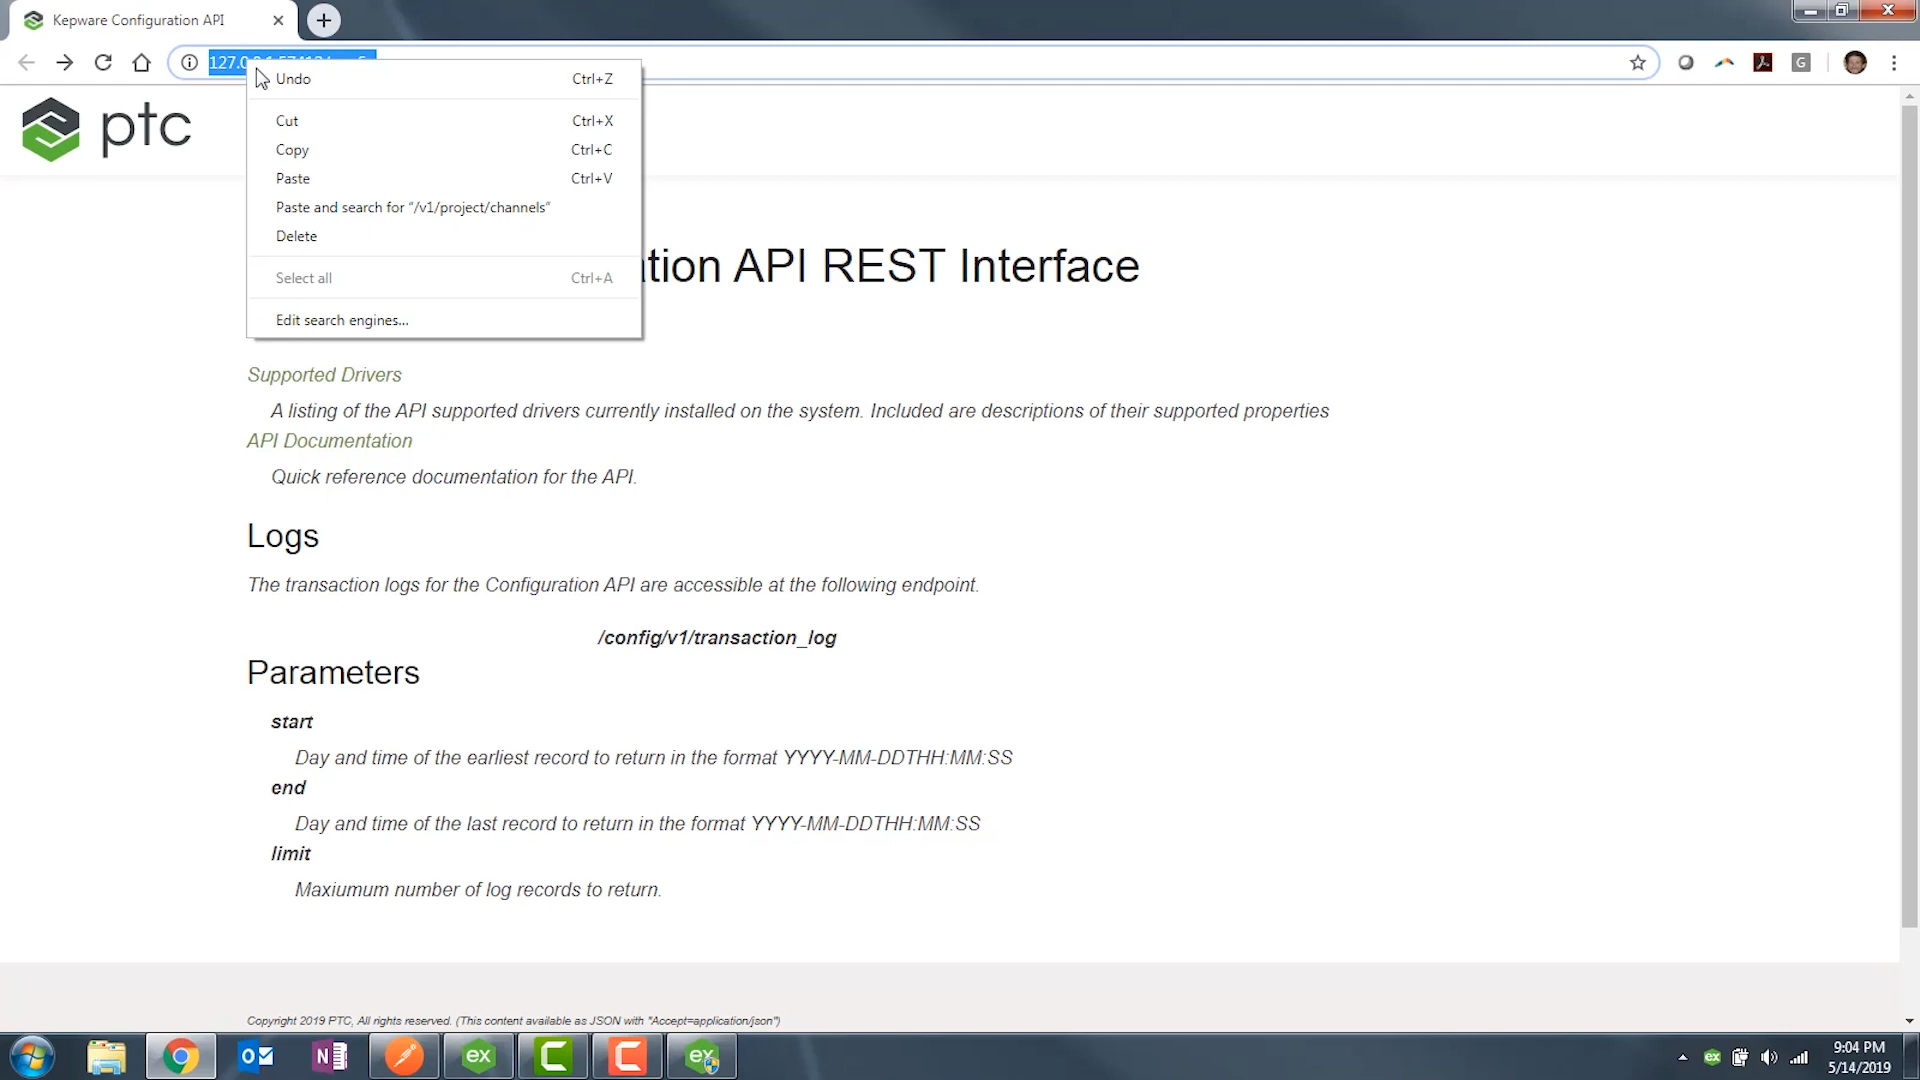 Kepware Configuration API
127.0
Undo Ctrl+Z
Cut Ctrl+X
Copy Ctrl+C
Paste Ctrl+V
Paste and search for “/v1/project/channels”
Delete
Select all Ctrl+A
Edit search engines...
ptc
tion API REST Interface
Supported Drivers
A listing of the API supported drivers currently installed on the system. Included are descriptions of their supported properties
API Documentation
Quick reference documentation for the API.
Logs
The transaction logs for the Configuration API are accessible at the following endpoint.
/config/v1/transaction_log
Parameters
start
Day and time of the earliest record to return in the format YYYY-MM-DDTHH:MM:SS
end
Day and time of the last record to return in the format YYYY-MM-DDTHH:MM:SS
limit
Maxiumum number of log records to return.
Copyright 2019 PTC, All rights reserved. (This content available as JSON with "Accept=application/json")
9:04 PM
5/14/2019